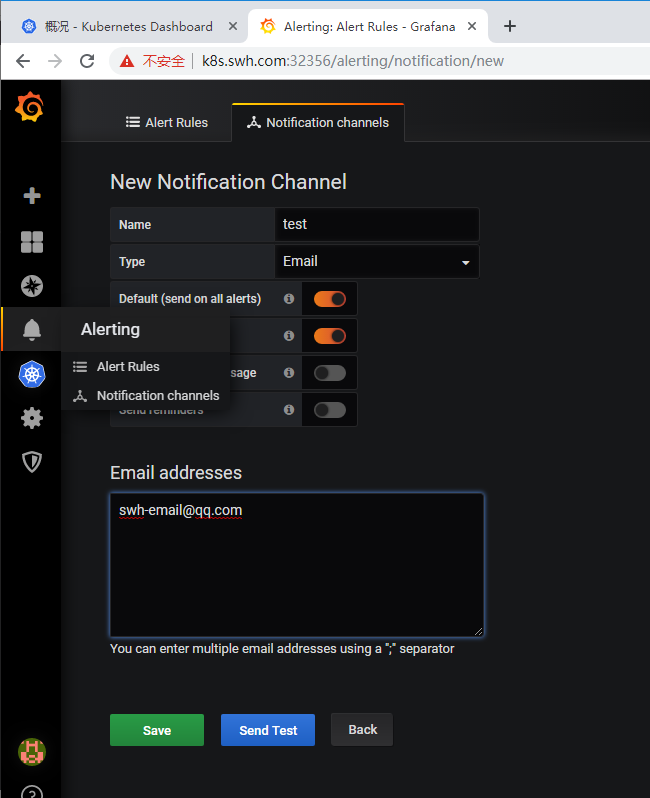 概况 - Kubernetes Dashboard
Alerting: Alert Rules - Grafana
不安全 | k8s.swh.com:32356/alerting/notification/new
Alert Rules
Notification channels
New Notification Channel
Name test
Type Email
Default (send on all alerts)
Alerting
Alert Rules
sage
Notification channels
Send reminders
Email addresses
swh-email@qq.com
You can enter multiple email addresses using a ";" separator
Save
Send Test
Back